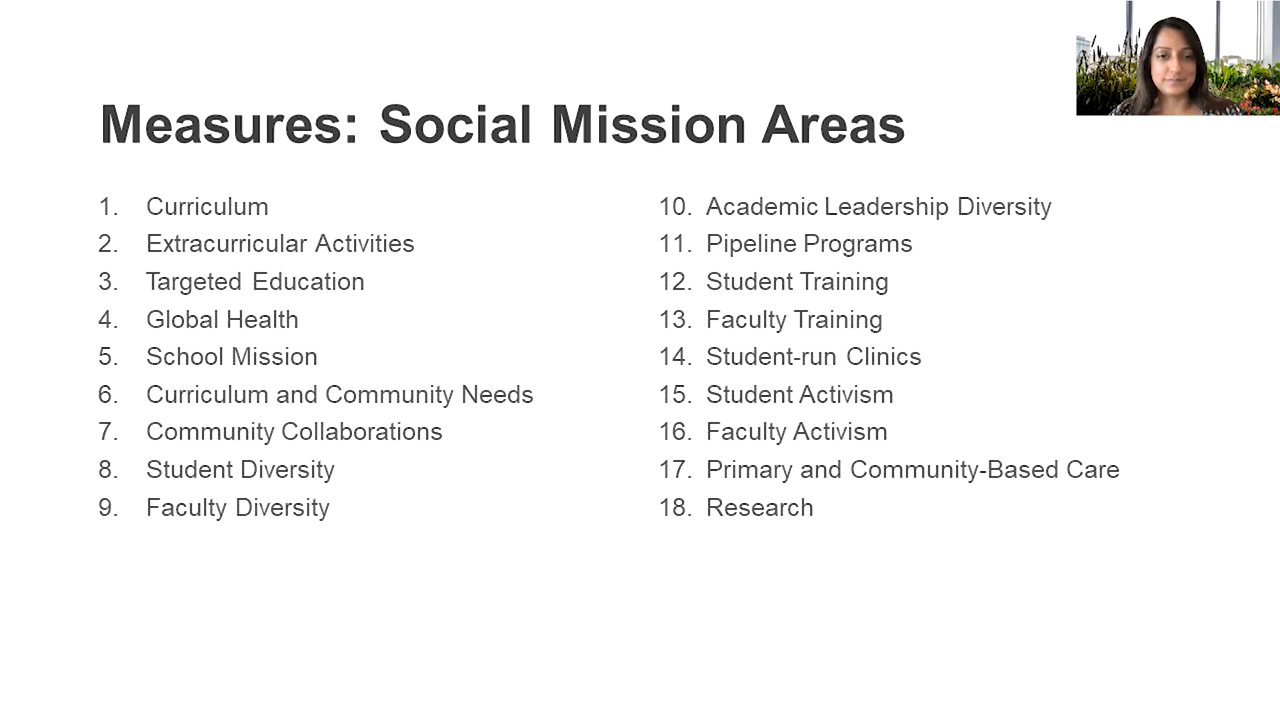 Measures: Social Mission Areas
1. Curriculum
2. Extracurricular Activities
3. Targeted Education
4. Global Health
5. School Mission
6. Curriculum and Community Needs
7. Community Collaborations
8. Student Diversity
9. Faculty Diversity
10. Academic Leadership Diversity
11. Pipeline Programs
12. Student Training
13. Faculty Training
14. Student-run Clinics
15. Student Activism
16. Faculty Activism
17. Primary and Community-Based Care
18. Research